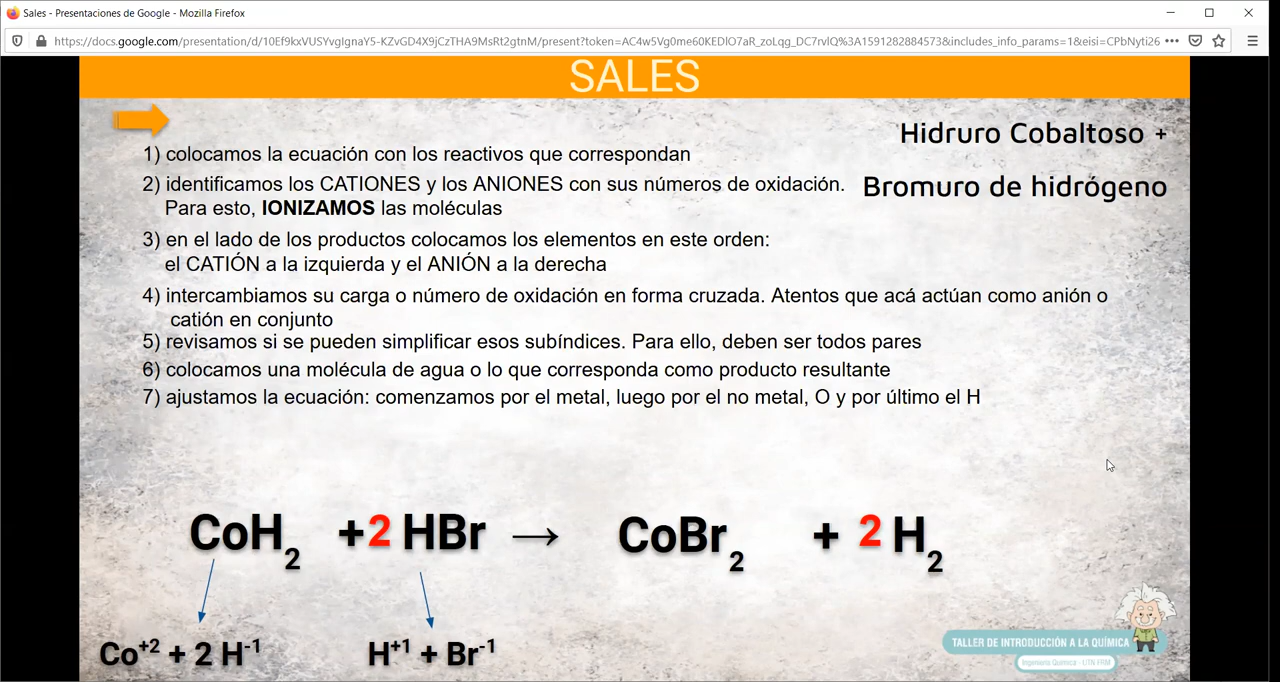 Sales - Presentaciones de Google - Mozilla Firefox
https://docs.google.com/presentation/d/10Ef9kxVUSYvgIgnaY5-KZvGD4X9jCzTHA9MsRt2gtnM/present?token=AC4w5Vg0me60KEDlO7aR_zoLqg_DC7rvlQ%3A1591282884573&includes_info_params=1&eisi=CPbNyti26
SALES
Hidruro Cobaltoso +
Bromuro de hidrógeno
1) colocamos la ecuación con los reactivos que correspondan
2) identificamos los CATIONES y los ANIONES con sus números de oxidación.
Para esto, IONIZAMOS las moléculas
3) en el lado de los productos colocamos los elementos en este orden:
el CATIÓN a la izquierda y el ANIÓN a la derecha
4) intercambiamos su carga o número de oxidación en forma cruzada. Atentos que acá actúan como anión o
catión en conjunto
5) revisamos si se pueden simplificar esos subíndices. Para ello, deben ser todos pares
6) colocamos una molécula de agua o lo que corresponda como producto resultante
7) ajustamos la ecuación: comenzamos por el metal, luego por el no metal, O y por último el H
CoH₂ + 2 HBr → CoBr₂ + 2 H₂
Co⁺² + 2 H⁻¹ H⁺¹ + Br⁻¹
TALLER DE INTRODUCCIÓN A LA QUÍMICA
Ingeniería Química - UTN FRM